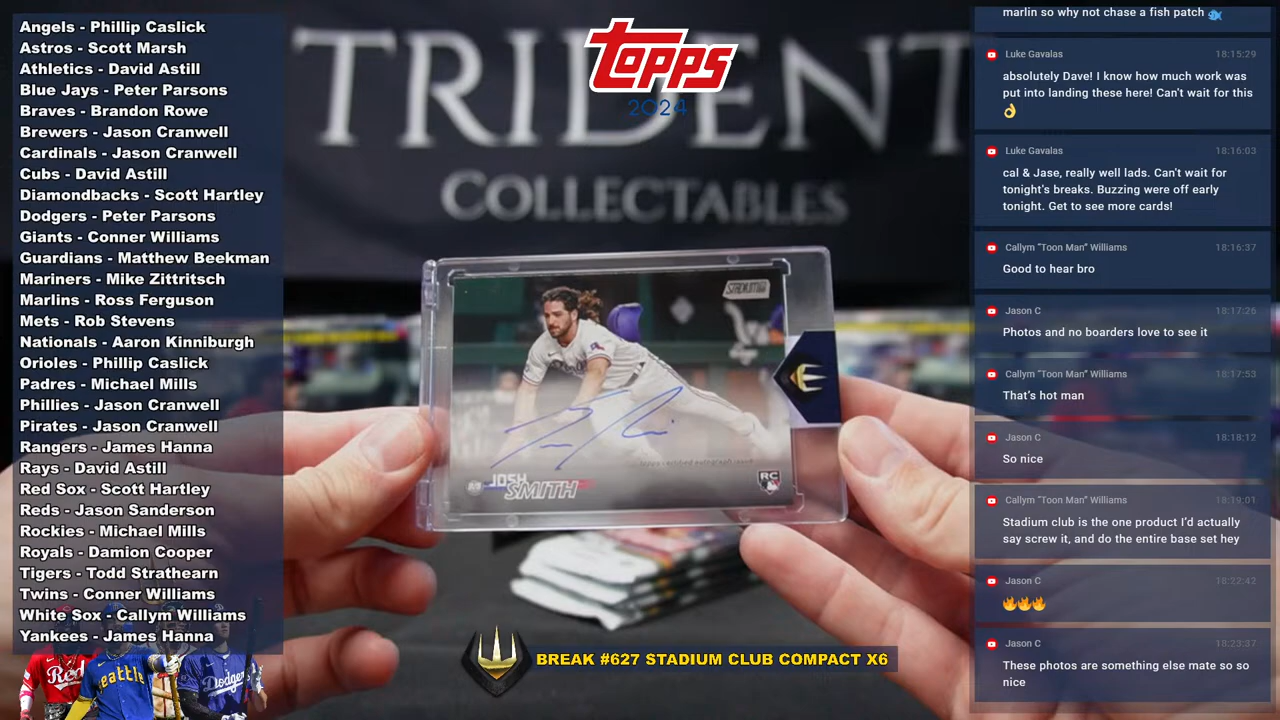 Angels - Phillip Caslick
Astros - Scott Marsh
Athletics - David Astill
Blue Jays - Peter Parsons
Braves - Brandon Rowe
Brewers - Jason Cranwell
Cardinals - Jason Cranwell
Cubs - David Astill
Diamondbacks - Scott Hartley
Dodgers - Peter Parsons
Giants - Conner Williams
Guardians - Matthew Beekman
Mariners - Mike Zittritsch
Marlins - Ross Ferguson
Mets - Rob Stevens
Nationals - Aaron Kinniburgh
Orioles - Phillip Caslick
Padres - Michael Mills
Phillies - Jason Cranwell
Pirates - Jason Cranwell
Rangers - James Hanna
Rays - David Astill
Red Sox - Scott Hartley
Reds - Jason Sanderson
Rockies - Michael Mills
Royals - Damion Cooper
Tigers - Todd Strathearn
Twins - Conner Williams
White Sox - Callym Williams
Yankees - James Hanna
Reds
seattle
Dodgers
topps
2024
TRIDENT
COLLECTABLES
STADIUM
JOSH
SMITH
RC
BREAK #627 STADIUM CLUB COMPACT X6
marlin so why not chase a fish patch 🐟
Luke Gavalas 18:15:29
absolutely Dave! I know how much work was
put into landing these here! Can't wait for this
👌
Luke Gavalas 18:16:03
cal & Jase, really well lads. Can't wait for
tonight's breaks. Buzzing were off early
tonight. Get to see more cards!
Callym "Toon Man" Williams 18:16:37
Good to hear bro
Jason C 18:17:26
Photos and no boarders love to see it
Callym "Toon Man" Williams 18:17:53
That's hot man
Jason C 18:18:12
So nice
Callym "Toon Man" Williams 18:19:01
Stadium club is the one product I'd actually
say screw it, and do the entire base set hey
Jason C 18:22:42
🔥🔥🔥
Jason C 18:23:37
These photos are something else mate so so
nice